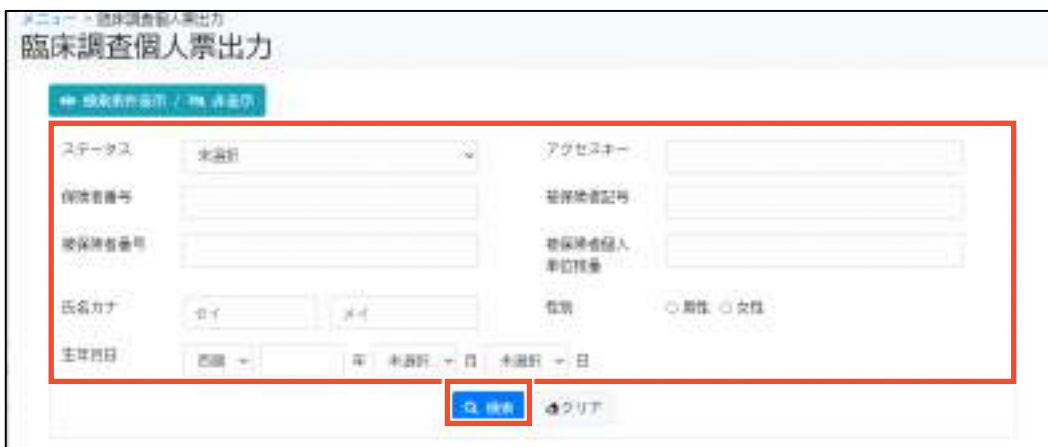 メニュー > 臨床調査個人票出力
臨床調査個人票出力
検索条件表示 / 非表示
ステータス 未選択 アクセスキー
保険者番号 被保険者記号
被保険者番号 被保険者個人
単位枝番
氏名カナ セイ メイ 性別 男性 女性
生年月日 西暦 年 未選択 月 未選択 日
検索 クリア